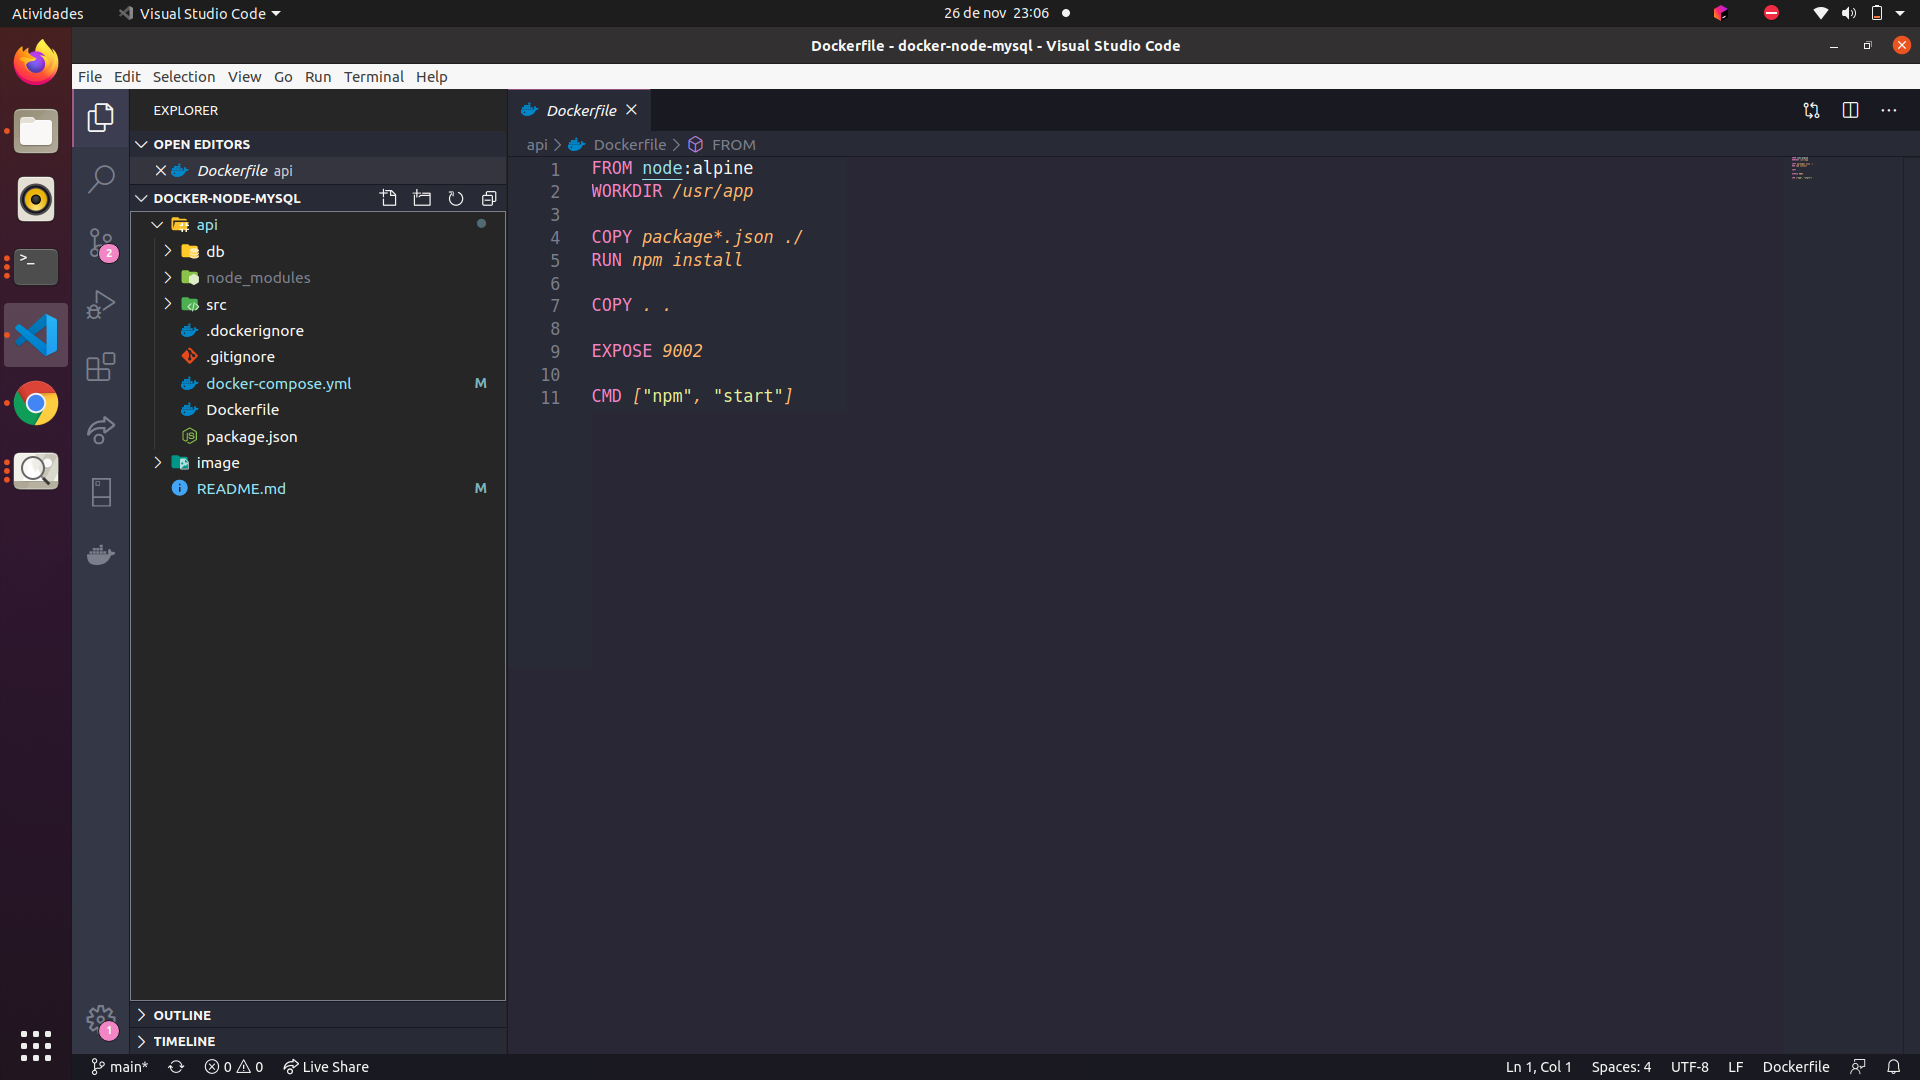 Atividades
Visual Studio Code
26 de nov 23:06
Dockerfile - docker-node-mysql - Visual Studio Code
File Edit Selection View Go Run Terminal Help
EXPLORER
OPEN EDITORS
Dockerfile api
DOCKER-NODE-MYSQL
api
db
node_modules
src
.dockerignore
.gitignore
docker-compose.yml M
Dockerfile
package.json
image
README.md M
OUTLINE
TIMELINE
2
1
>_
Dockerfile
api Dockerfile FROM
1 FROM node:alpine
2 WORKDIR /usr/app
3
4 COPY package*.json ./
5 RUN npm install
6
7 COPY . .
8
9 EXPOSE 9002
10
11 CMD ["npm", "start"]
main* 0 0 Live Share
Ln 1, Col 1 Spaces: 4 UTF-8 LF Dockerfile